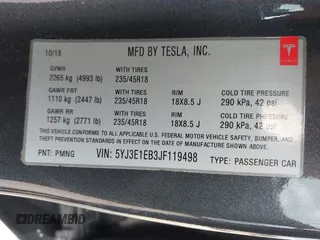 10/18 MFD BY TESLA, INC.
GVWR
2265 kg (4993 lb) WITH TIRES 235/45R18
GAWR FRT
1110 kg (2447 lb) WITH TIRES 235/45R18 RIM 18X8.5 J COLD TIRE PRESSURE 290 kPa, 42 psi
GAWR RR
1257 kg (2771 lb) WITH TIRES 235/45R18 RIM 18X8.5 J COLD TIRE PRESSURE 290 kPa, 42 psi
THIS VEHICLE CONFORMS TO ALL APPLICABLE U.S. FEDERAL MOTOR VEHICLE SAFETY, BUMPER, AND
THEFT PREVENTION STANDARDS IN EFFECT ON THE DATE OF MANUFACTURE SHOWN ABOVE.
PNT: PMNG VIN: 5YJ3E1EB3JF119498 TYPE: PASSENGER CAR
TESLA
DREAMBID